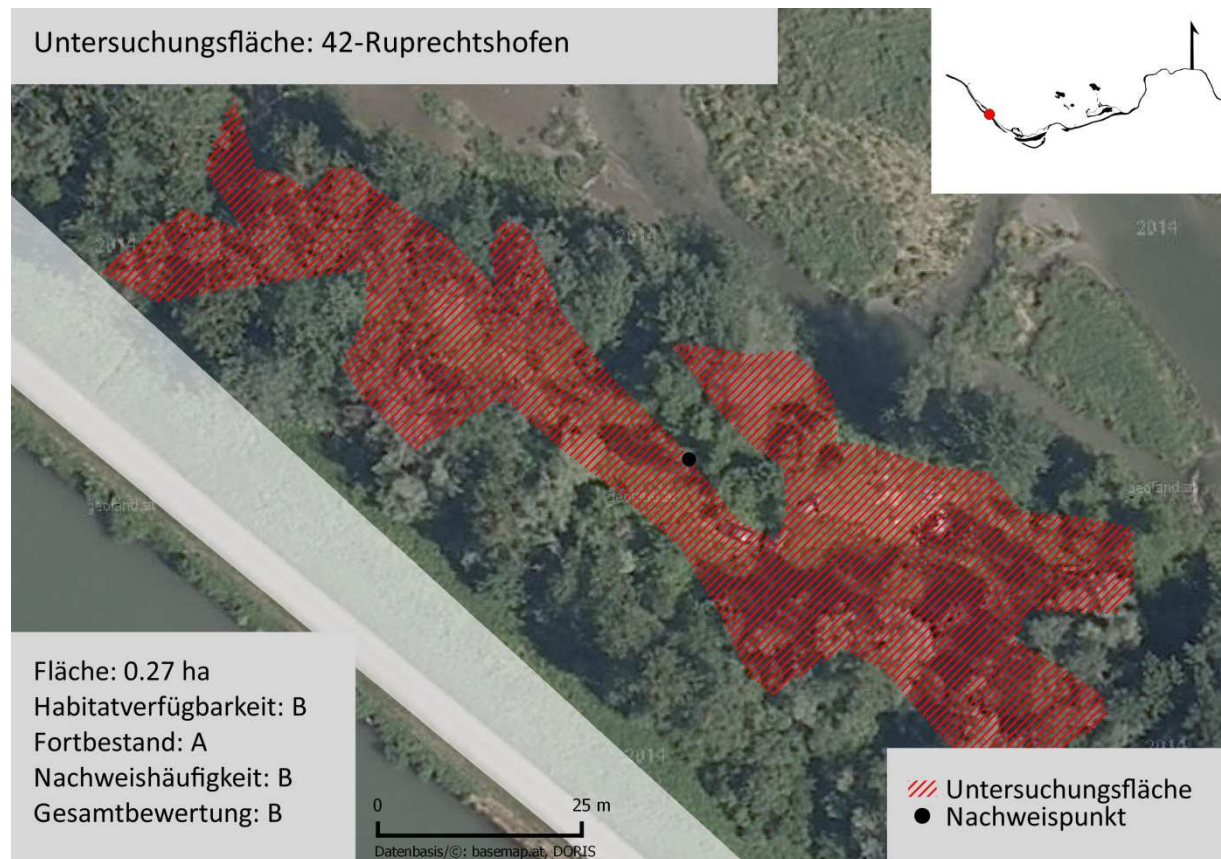 Untersuchungsfläche: 42-Ruprechtshofen
2014
2014
2014
geoland.at
geoland.at
geoland.at
Fläche: 0.27 ha
Habitatverfügbarkeit: B
Fortbestand: A
Nachweishäufigkeit: B
Gesamtbewertung: B
2014
2014
0 25 m
Datenbasis/©: basemap.at, DORIS
Untersuchungsfläche
Nachweispunkt